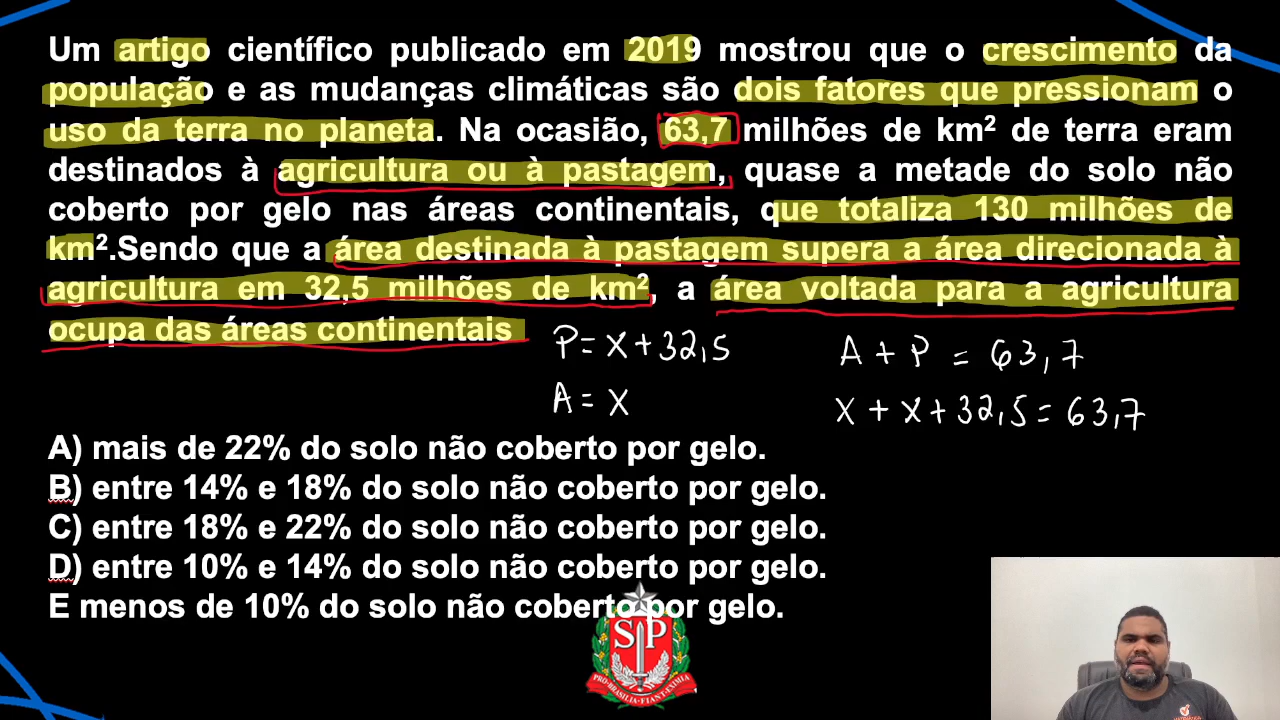 Um artigo científico publicado em 2019 mostrou que o crescimento da
população e as mudanças climáticas são dois fatores que pressionam o
uso da terra no planeta. Na ocasião, 63,7 milhões de km² de terra eram
destinados à agricultura ou à pastagem, quase a metade do solo não
coberto por gelo nas áreas continentais, que totaliza 130 milhões de
km².Sendo que a área destinada à pastagem supera a área direcionada à
agricultura em 32,5 milhões de km², a área voltada para a agricultura
ocupa das áreas continentais
P = x + 32,5
A = x
A + P = 63,7
x + x + 32,5 = 63,7
A) mais de 22% do solo não coberto por gelo.
B) entre 14% e 18% do solo não coberto por gelo.
C) entre 18% e 22% do solo não coberto por gelo.
D) entre 10% e 14% do solo não coberto por gelo.
E menos de 10% do solo não coberto por gelo.
SP
PRO·BRASILIA·FIANT·EXIMIA